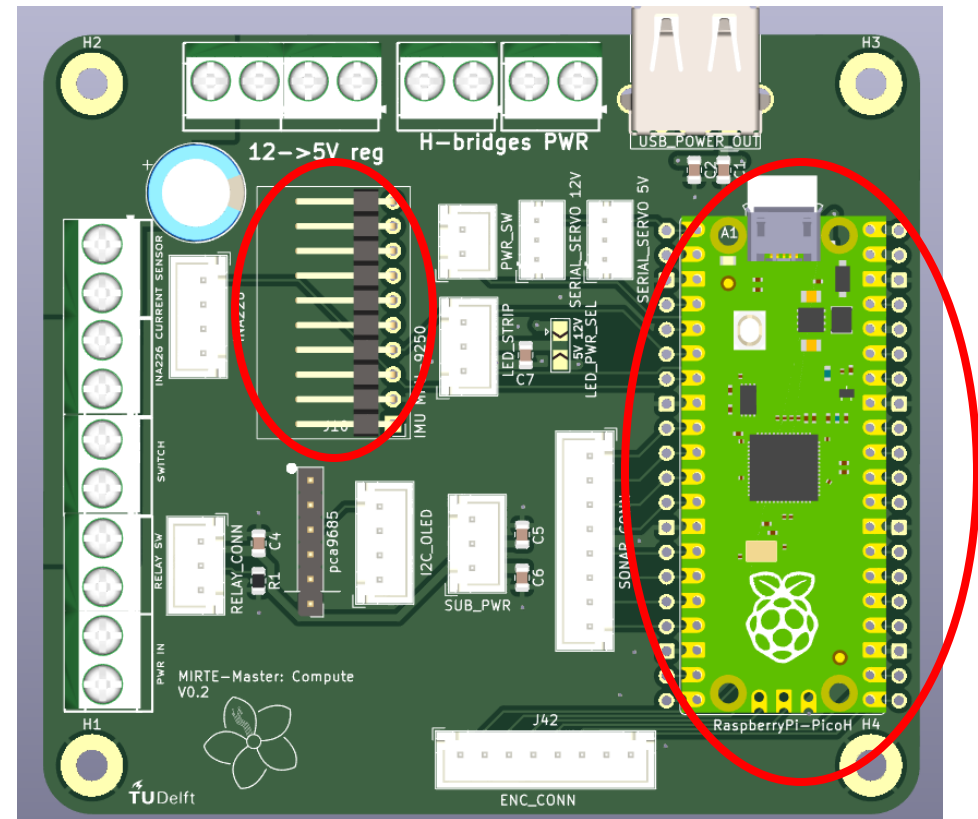 H2
H3
12->5V reg
H-bridges PWR
USB_POWER_OUT
+
C2
C1
PWR_SW
SERIAL_SERVO 12V
SERIAL_SERVO 5V
A1
INA226 CURRENT SENSOR
INA226
IMU
9250
J10
LED_STRIP
C7
5V 12V
LED_PWR_SEL
SWITCH
RELAY SW
PWR IN
RELAY_CONN
C4
R1
pca9685
I2C_OLED
SUB_PWR
C5
C6
SONAR_CONN
MIRTE-Master: Compute
V0.2
RaspberryPi-PicoH
H4
H1
J42
ENC_CONN
TUDelft